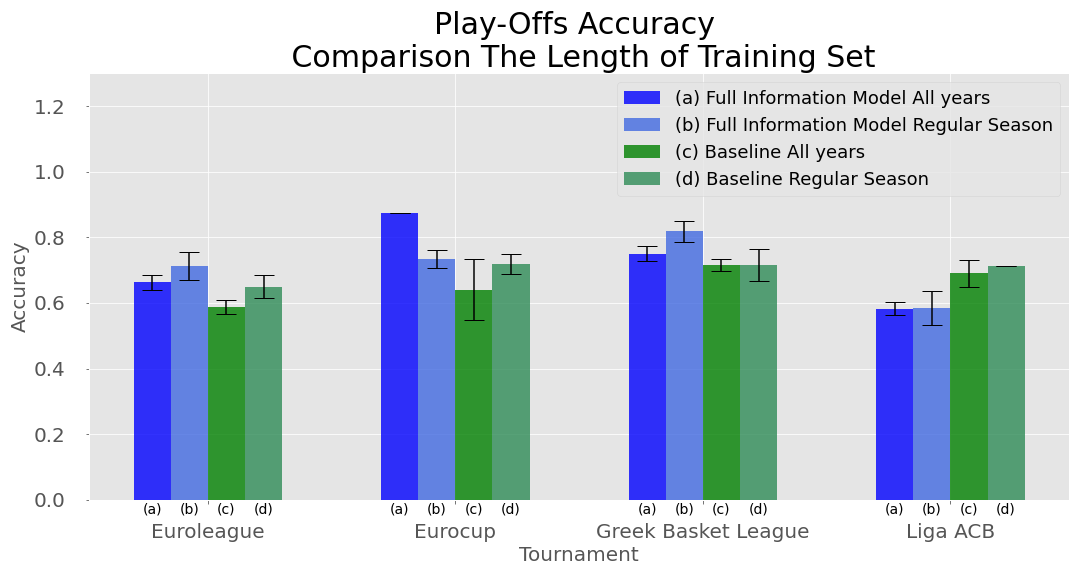 Play-Offs Accuracy
Comparison The Length of Training Set
(a) Full Information Model All years
(b) Full Information Model Regular Season
(c) Baseline All years
(d) Baseline Regular Season
Accuracy
1.2
1.0
0.8
0.6
0.4
0.2
0.0
(a) (b) (c) (d) (a) (b) (c) (d) (a) (b) (c) (d) (a) (b) (c) (d)
Euroleague Eurocup Greek Basket League Liga ACB
Tournament